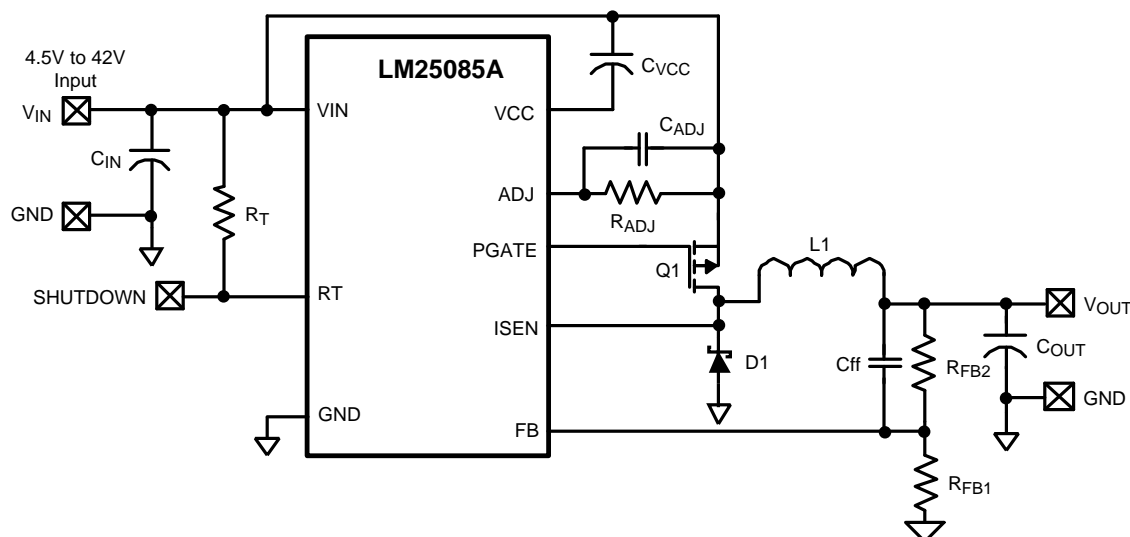 4.5V to 42V
Input
VIN
CIN
GND
RT
SHUTDOWN
LM25085A
VIN
VCC
ADJ
PGATE
RT
ISEN
GND
FB
CVCC
CADJ
RADJ
Q1
L1
D1
Cff
RFB2
COUT
VOUT
GND
RFB1